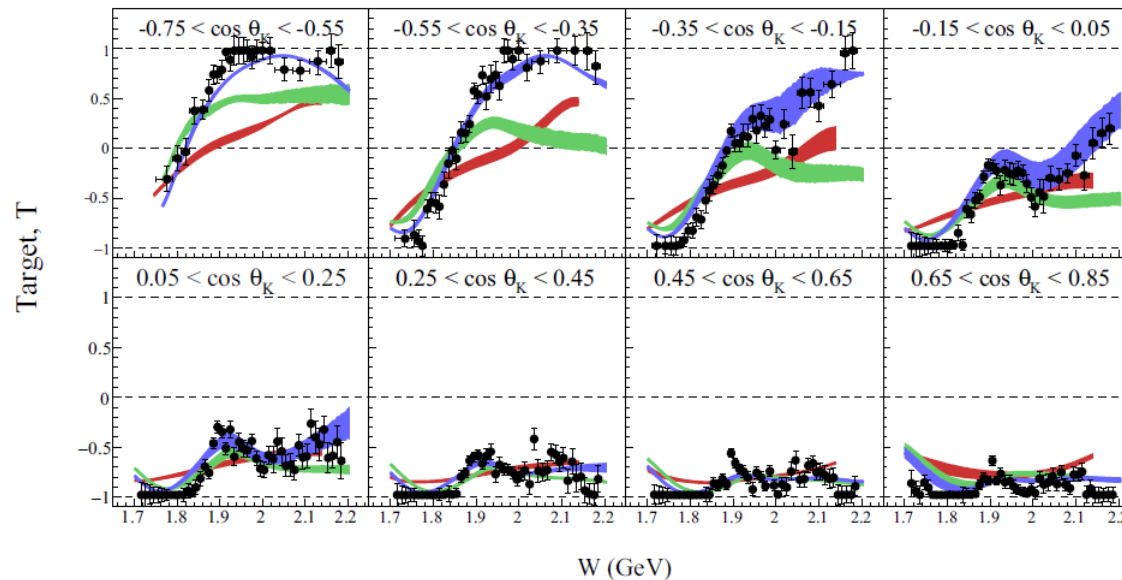 -0.75 < cos θK < -0.55
-0.55 < cos θK < -0.35
-0.35 < cos θK < -0.15
-0.15 < cos θK < 0.05
1
0.5
0
−0.5
−1
0.05 < cos θK < 0.25
0.25 < cos θK < 0.45
0.45 < cos θK < 0.65
0.65 < cos θK < 0.85
1
0.5
0
−0.5
−1
1.7 1.8 1.9 2 2.1 2.2
1.7 1.8 1.9 2 2.1 2.2
1.7 1.8 1.9 2 2.1 2.2
1.7 1.8 1.9 2 2.1 2.2
Target, T
W (GeV)